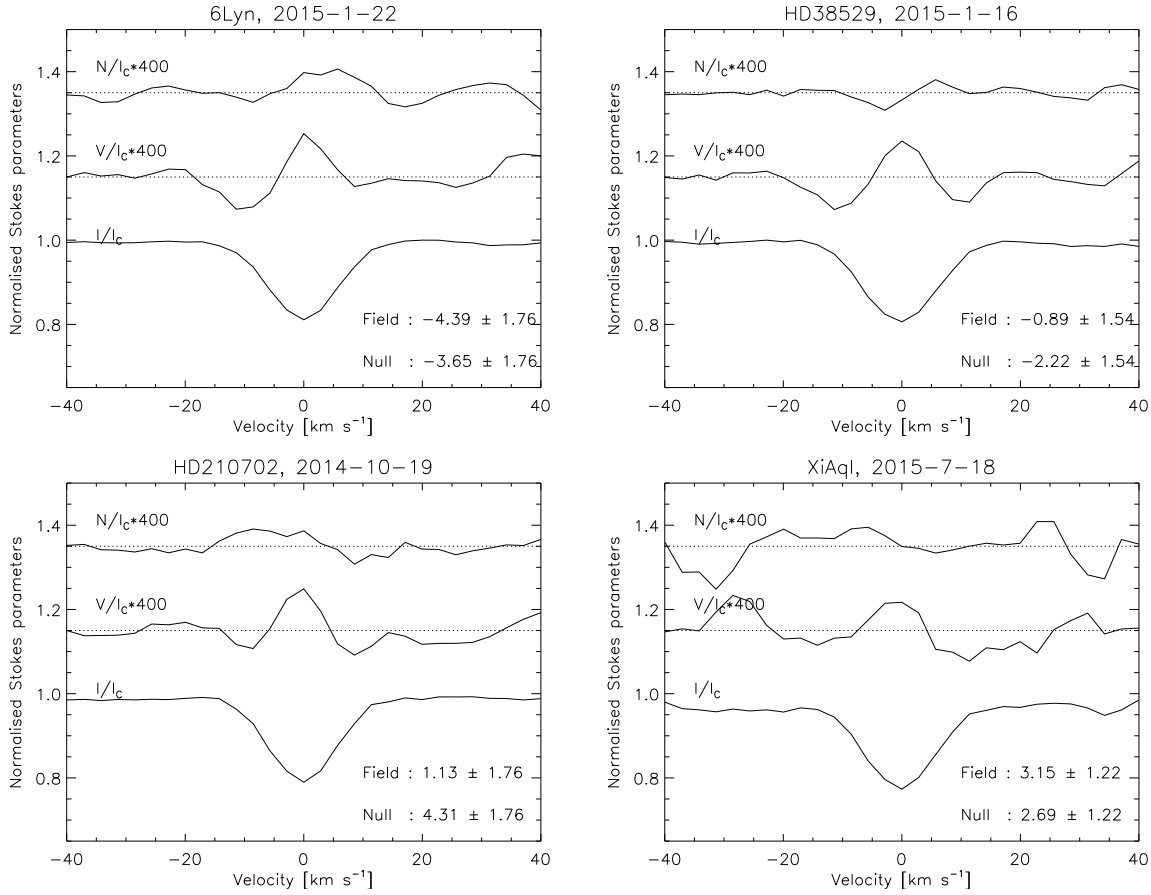 6Lyn, 2015-1-22
N/Ic*400
V/Ic*400
I/Ic
Field : -4.39 ± 1.76
Null : -3.65 ± 1.76
Normalised Stokes parameters
1.4
1.2
1.0
0.8
-40 -20 0 20 40
Velocity [km s⁻¹]
HD38529, 2015-1-16
N/Ic*400
V/Ic*400
I/Ic
Field : -0.89 ± 1.54
Null : -2.22 ± 1.54
Normalised Stokes parameters
1.4
1.2
1.0
0.8
-40 -20 0 20 40
Velocity [km s⁻¹]
HD210702, 2014-10-19
N/Ic*400
V/Ic*400
I/Ic
Field : 1.13 ± 1.76
Null : 4.31 ± 1.76
Normalised Stokes parameters
1.4
1.2
1.0
0.8
-40 -20 0 20 40
Velocity [km s⁻¹]
XiAql, 2015-7-18
N/Ic*400
V/Ic*400
I/Ic
Field : 3.15 ± 1.22
Null : 2.69 ± 1.22
Normalised Stokes parameters
1.4
1.2
1.0
0.8
-40 -20 0 20 40
Velocity [km s⁻¹]